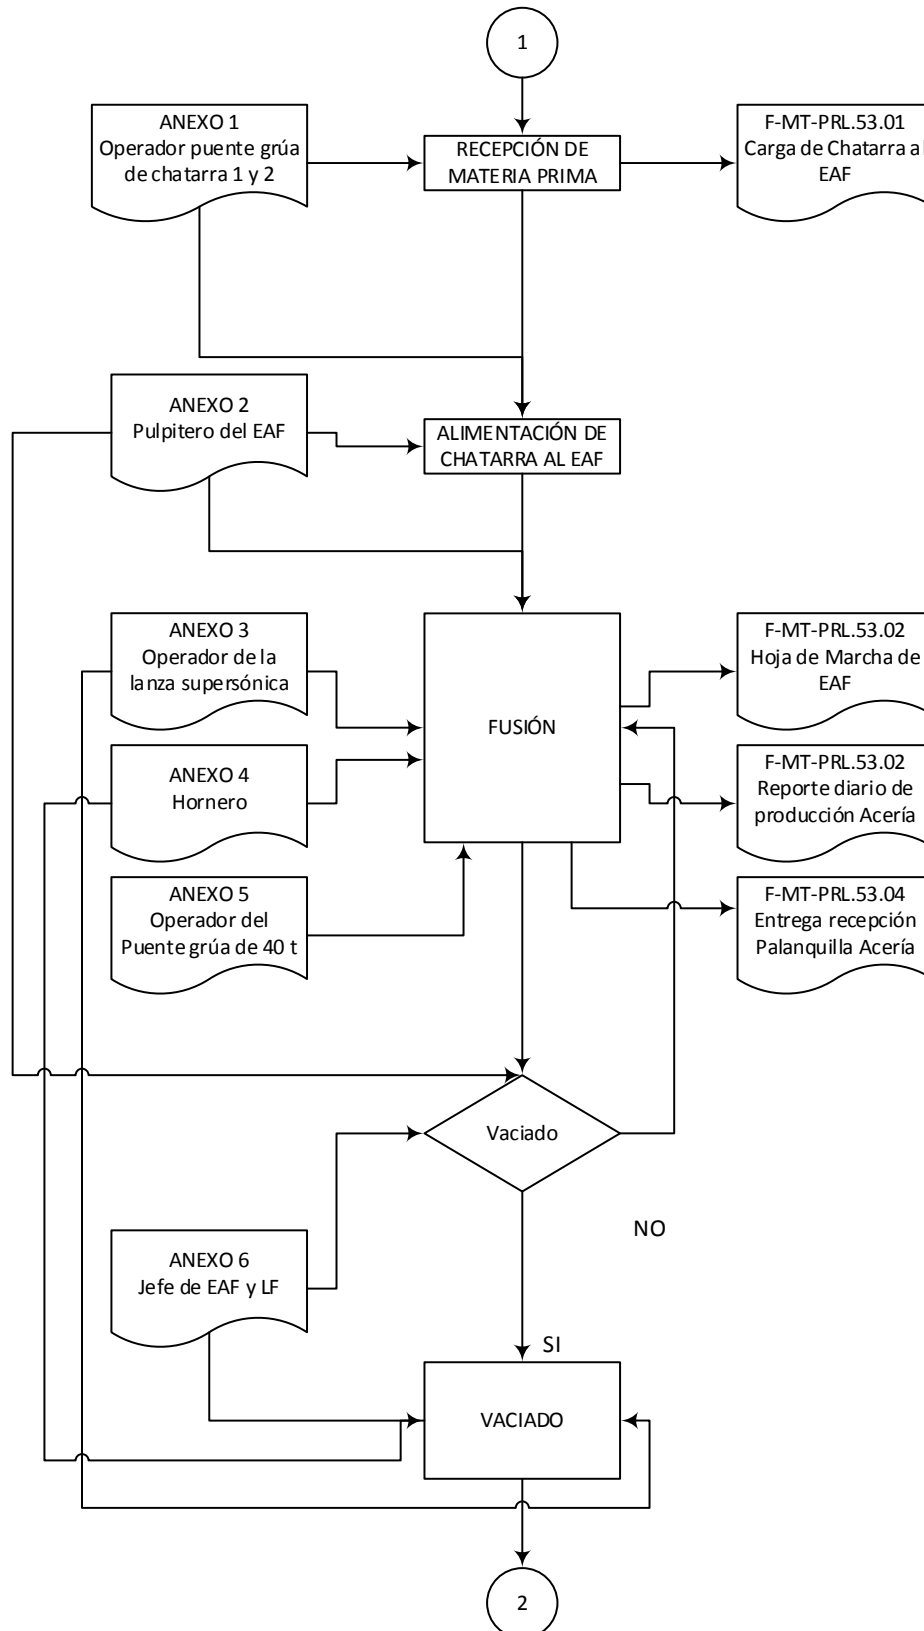 1
ANEXO 1
Operador puente grúa
de chatarra 1 y 2
RECEPCIÓN DE
MATERIA PRIMA
F-MT-PRL.53.01
Carga de Chatarra al
EAF
ANEXO 2
Pulpitero del EAF
ALIMENTACIÓN DE
CHATARRA AL EAF
ANEXO 3
Operador de la
lanza supersónica
FUSIÓN
F-MT-PRL.53.02
Hoja de Marcha de
EAF
ANEXO 4
Hornero
F-MT-PRL.53.02
Reporte diario de
producción Acería
ANEXO 5
Operador del
Puente grúa de 40 t
F-MT-PRL.53.04
Entrega recepción
Palanquilla Acería
Vaciado
NO
ANEXO 6
Jefe de EAF y LF
SI
VACIADO
2